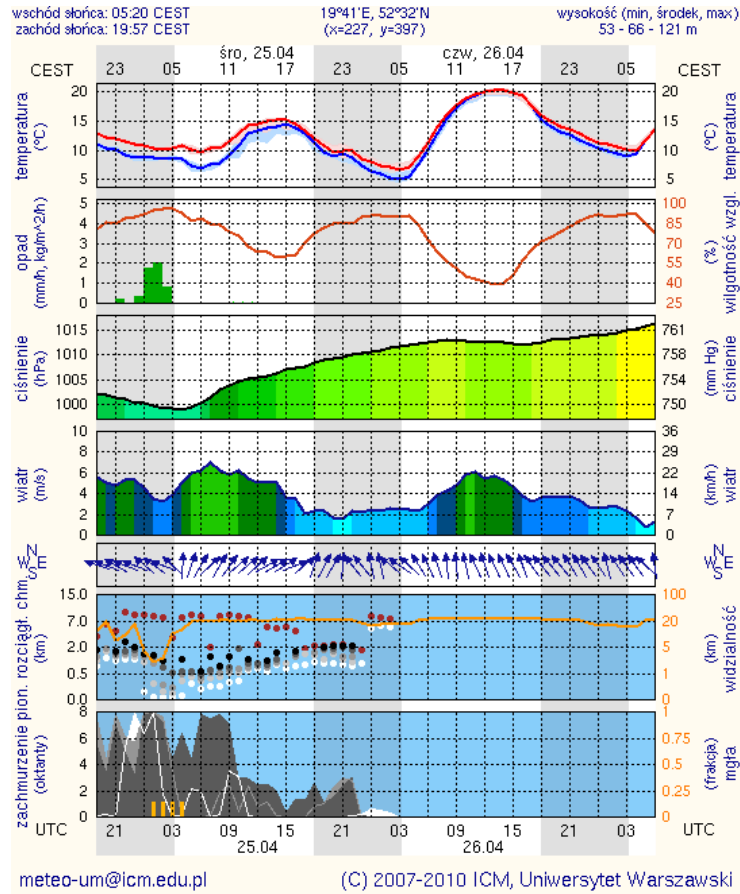 wschód słońca: 05:20 CEST 19°41'E, 52°32'N wysokość (min, środek, max)
zachód słońca: 19:57 CEST (x=227, y=397) 53 - 66 - 121 m
śro, 25.04 czw, 26.04
CEST 23 05 11 17 23 05 11 17 23 05 CEST
temperatura (°C) 20 15 10 5 20 15 10 5 (°C) temperatura
opad (mm/h, kg/m^2/h) 5 4 3 2 1 0 100 85 70 55 40 25 (%) wilgotność wzgl.
ciśnienie (hPa) 1015 1010 1005 1000 761 758 754 750 (mm Hg) ciśnienie
wiatr (m/s) 10 8 6 4 2 0 36 29 22 14 7 0 (km/h) wiatr
N W E S N W E S
rozciągł. chm. pion. (km) 15.0 7.0 2.0 0.5 0.0 100 20 5 1 0 (km) widzialność
zachmurzenie (oktanty) 8 6 4 2 0 1 0.75 0.5 0.25 0 (frakcja) mgła
UTC 21 03 09 15 21 03 09 15 21 03 UTC
25.04 26.04
meteo-um@icm.edu.pl (C) 2007-2010 ICM, Uniwersytet Warszawski